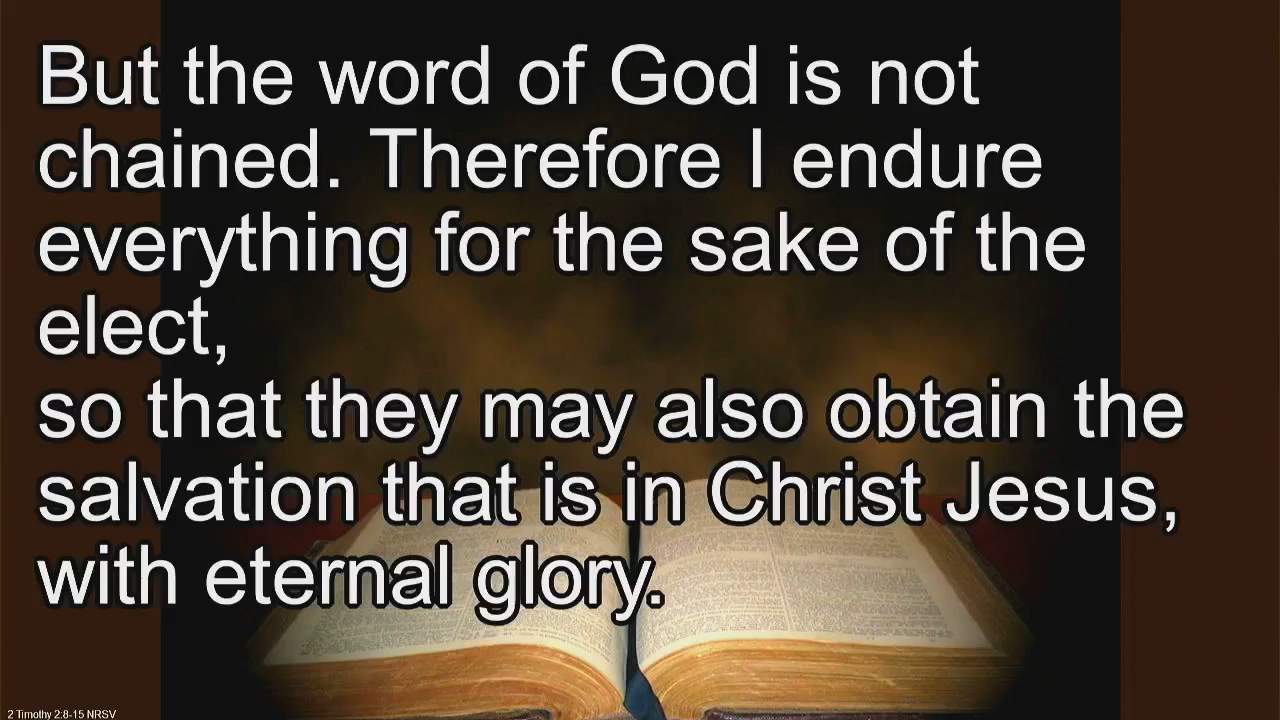 But the word of God is not
chained. Therefore I endure
everything for the sake of the
elect,
so that they may also obtain the
salvation that is in Christ Jesus,
with eternal glory.
2 Timothy 2:8-15 NRSV